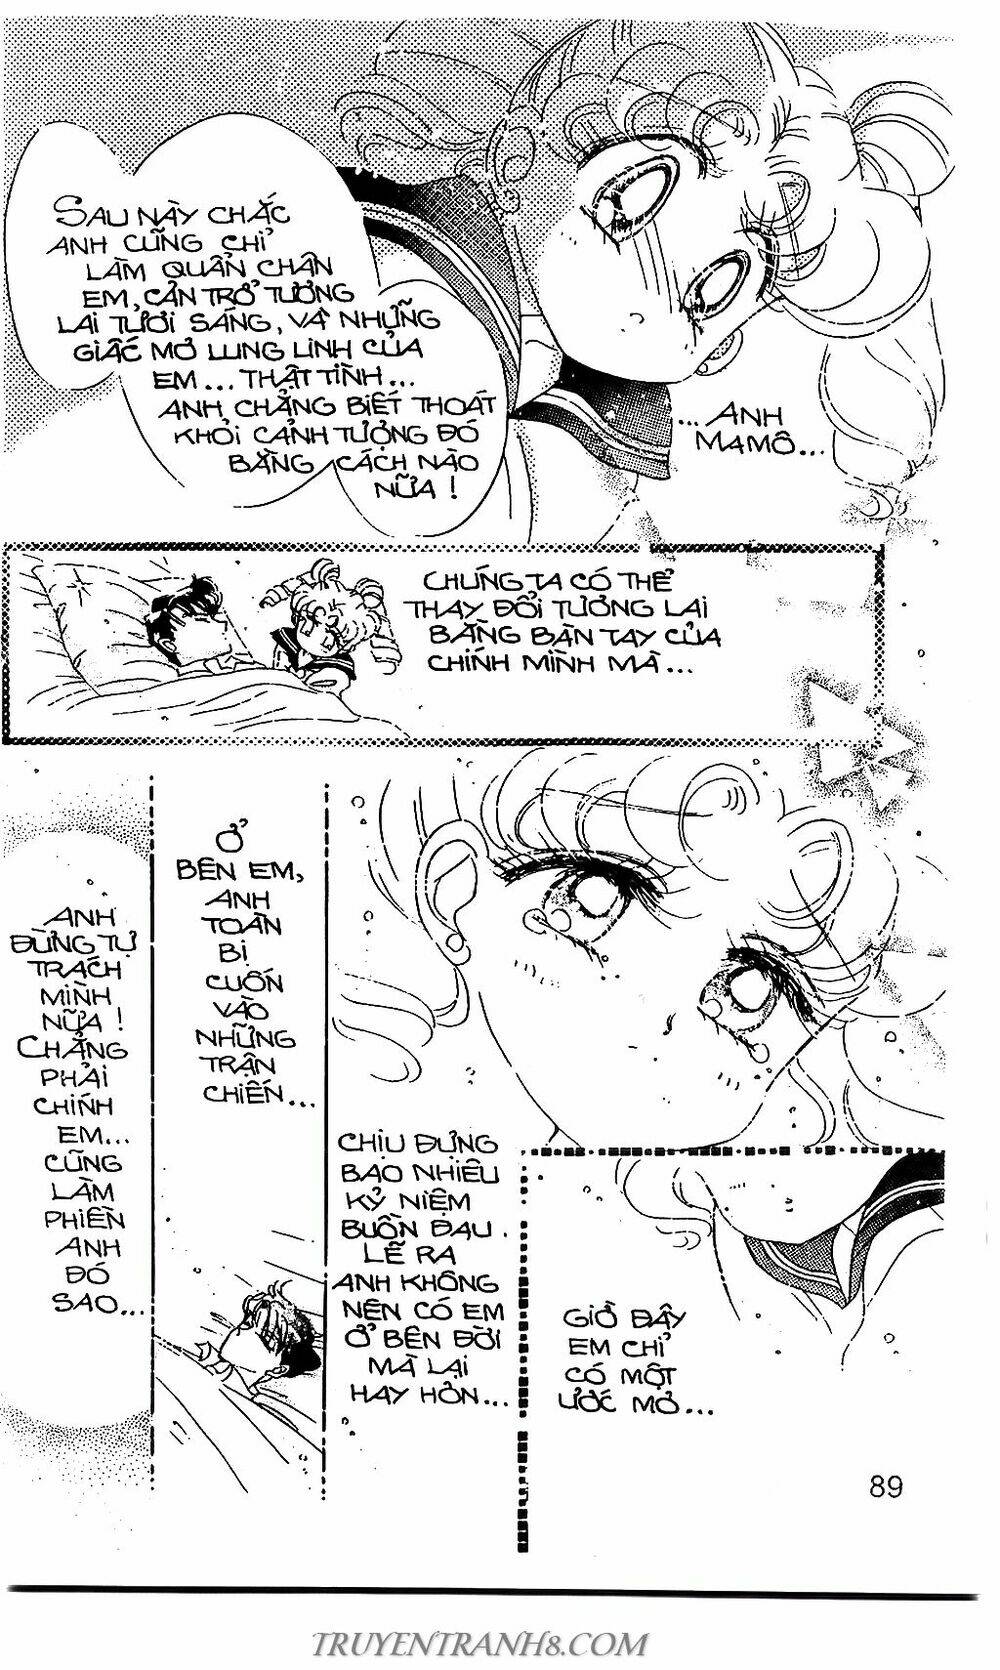 SAU NÀY CHẮC
ANH CŨNG CHỈ
LÀM QUẨN CHÂN
EM, CẢN TRỞ TƯƠNG
LAI TƯƠI SÁNG, VÀ NHỮNG
GIẤC MƠ LUNG LINH CỦA
EM... THẬT TÌNH...
ANH CHẲNG BIẾT THOÁT
KHỎI CẢNH TƯỢNG ĐÓ
BẰNG CÁCH NÀO
NỮA!
... ANH
MAMÔ...
CHÚNG TA CÓ THỂ
THAY ĐỔI TƯƠNG LAI
BẰNG BÀN TAY CỦA
CHÍNH MÌNH MÀ...
ANH
ĐỪNG TỰ
TRÁCH
MÌNH
NỮA!
CHẲNG
PHẢI
CHÍNH
EM...
CŨNG
LÀM
PHIỀN
ANH
ĐÓ
SAO...
Ở
BÊN EM,
ANH
TOÀN
BỊ
CUỐN
VÀO
NHỮNG
TRẬN
CHIẾN...
CHỊU ĐỰNG
BAO NHIÊU
KỶ NIỆM
BUỒN ĐAU.
LẼ RA
ANH KHÔNG
NÊN CÓ EM
Ở BÊN ĐỜI
MÀ LẠI
HAY HƠN...
GIỜ ĐÂY
EM CHỈ
CÓ MỘT
ƯỚC MƠ...
89
TRUYENTRANH8.COM